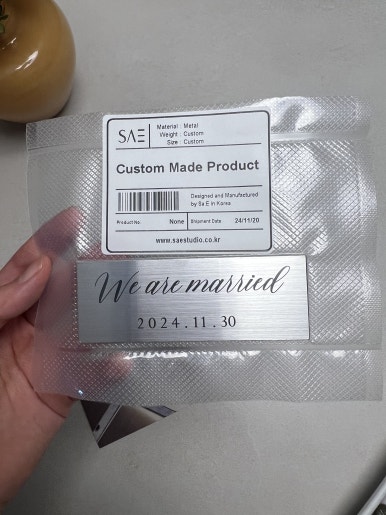 SAE
Material : Metal
Weight : Custom
Size : Custom
Custom Made Product
Designed and Manufactured
by Sa.E in Korea
Product No. None Shipment Date 24/11/20
www.saestudio.co.kr
We are married
2024.11.30